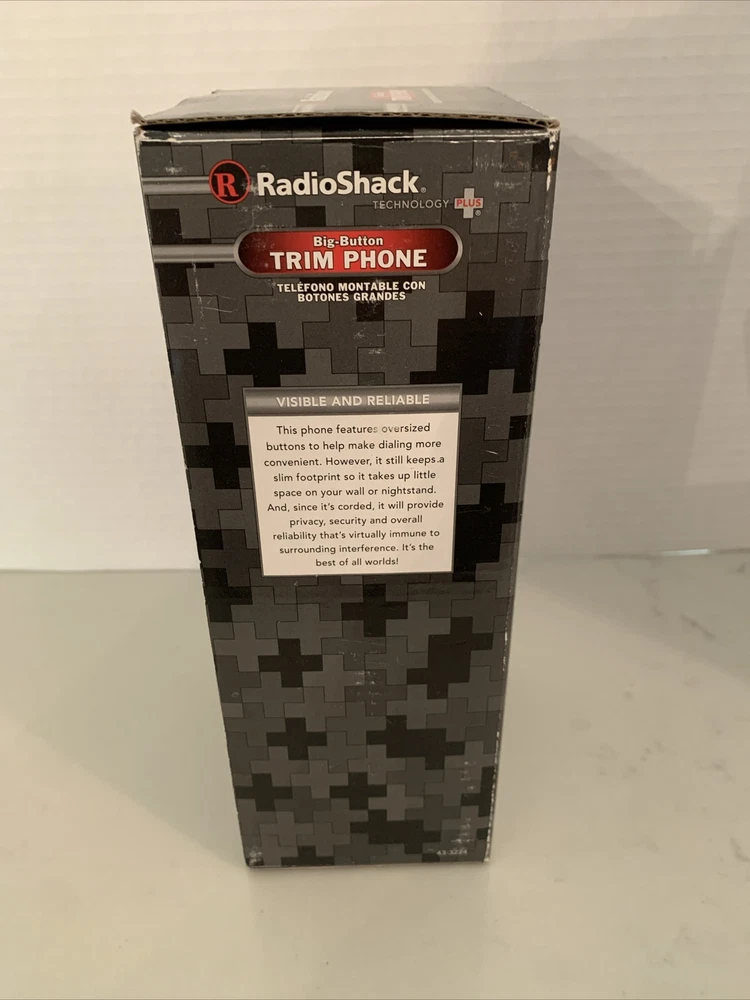 R RadioShack®
TECHNOLOGY PLUS®
Big-Button
TRIM PHONE
TELÉFONO MONTABLE CON
BOTONES GRANDES
VISIBLE AND RELIABLE
This phone features oversized
buttons to help make dialing more
convenient. However, it still keeps a
slim footprint so it takes up little
space on your wall or nightstand.
And, since it's corded, it will provide
privacy, security and overall
reliability that's virtually immune to
surrounding interference. It's the
best of all worlds!